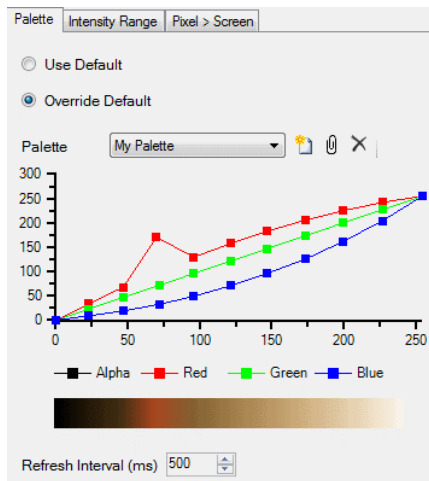 Palette Intensity Range Pixel > Screen
Use Default
Override Default
Palette My Palette
300
250
200
150
100
50
0
0 50 100 150 200 250
Alpha Red Green Blue
Refresh Interval (ms) 500